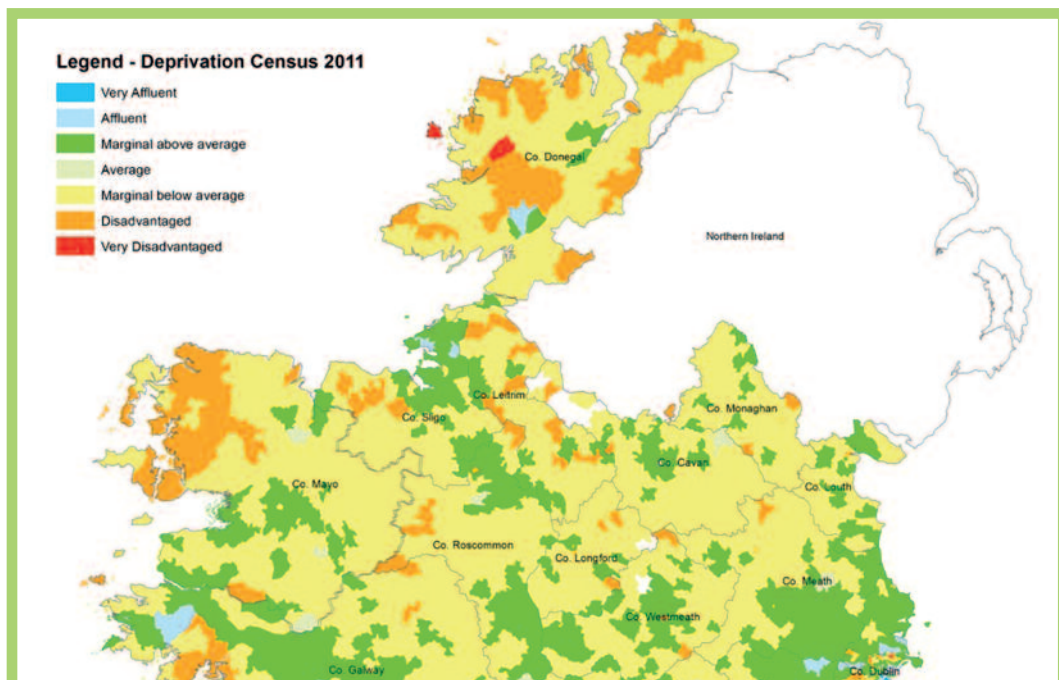 Legend - Deprivation Census 2011
Very Affluent
Affluent
Marginal above average
Average
Marginal below average
Disadvantaged
Very Disadvantaged
Co. Donegal
Northern Ireland
Co. Leitrim
Co. Sligo
Co. Monaghan
Co. Cavan
Co. Mayo
Co. Louth
Co. Roscommon
Co. Longford
Co. Meath
Co. Westmeath
Co. Galway
Co. Dublin